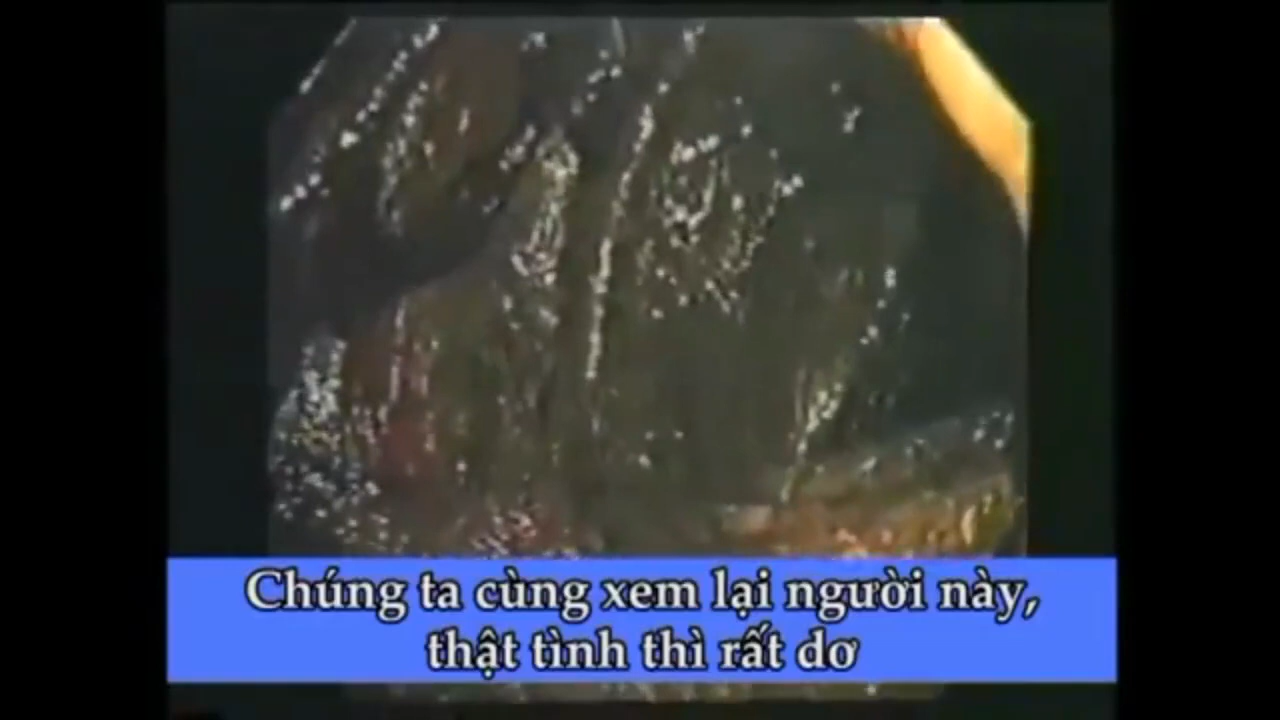 Chúng ta cùng xem lại người này,
thật tình thì rất dơ